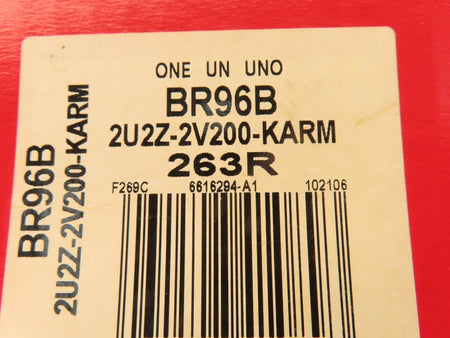 ONE UN UNO
BR96B
2U2Z-2V200-KARM
263R
F269C 6616294-A1 102106
BR96B
2U2Z-2V200-KARM